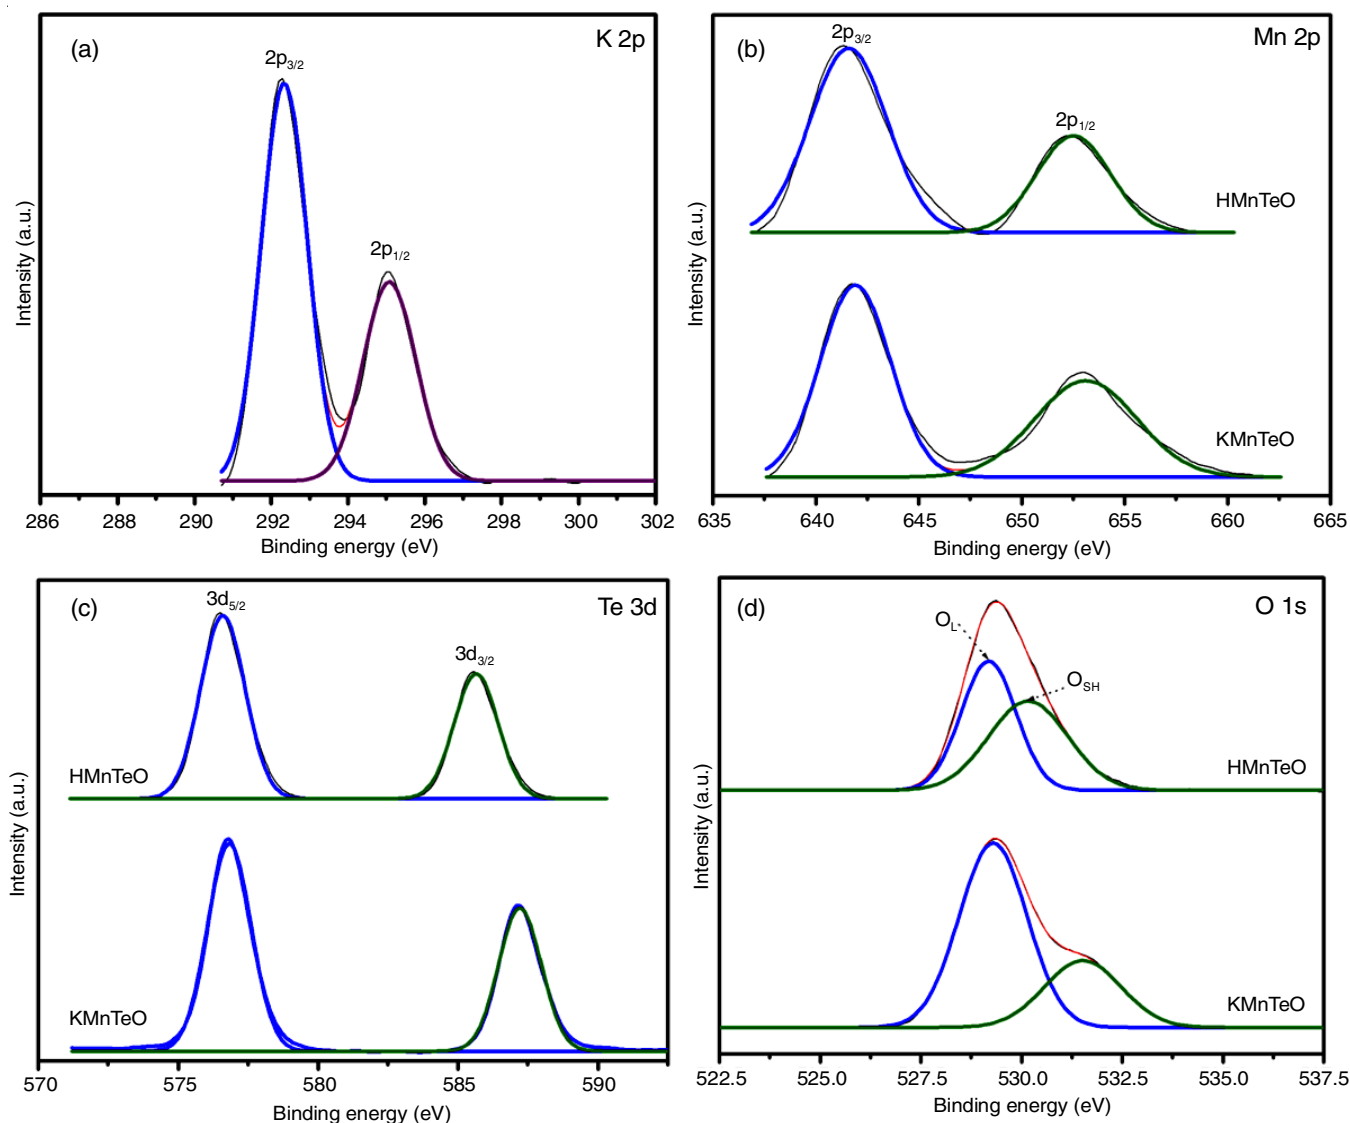 (a)
K 2p
2p3/2
2p1/2
Intensity (a.u.)
286 288 290 292 294 296 298 300 302
Binding energy (eV)
(b)
Mn 2p
2p3/2
2p1/2
HMnTeO
KMnTeO
Intensity (a.u.)
635 640 645 650 655 660 665
Binding energy (eV)
(c)
Te 3d
3d5/2
3d3/2
HMnTeO
KMnTeO
Intensity (a.u.)
570 575 580 585 590
Binding energy (eV)
(d)
O 1s
OL
OSH
HMnTeO
KMnTeO
Intensity (a.u.)
522.5 525.0 527.5 530.0 532.5 535.0 537.5
Binding energy (eV)